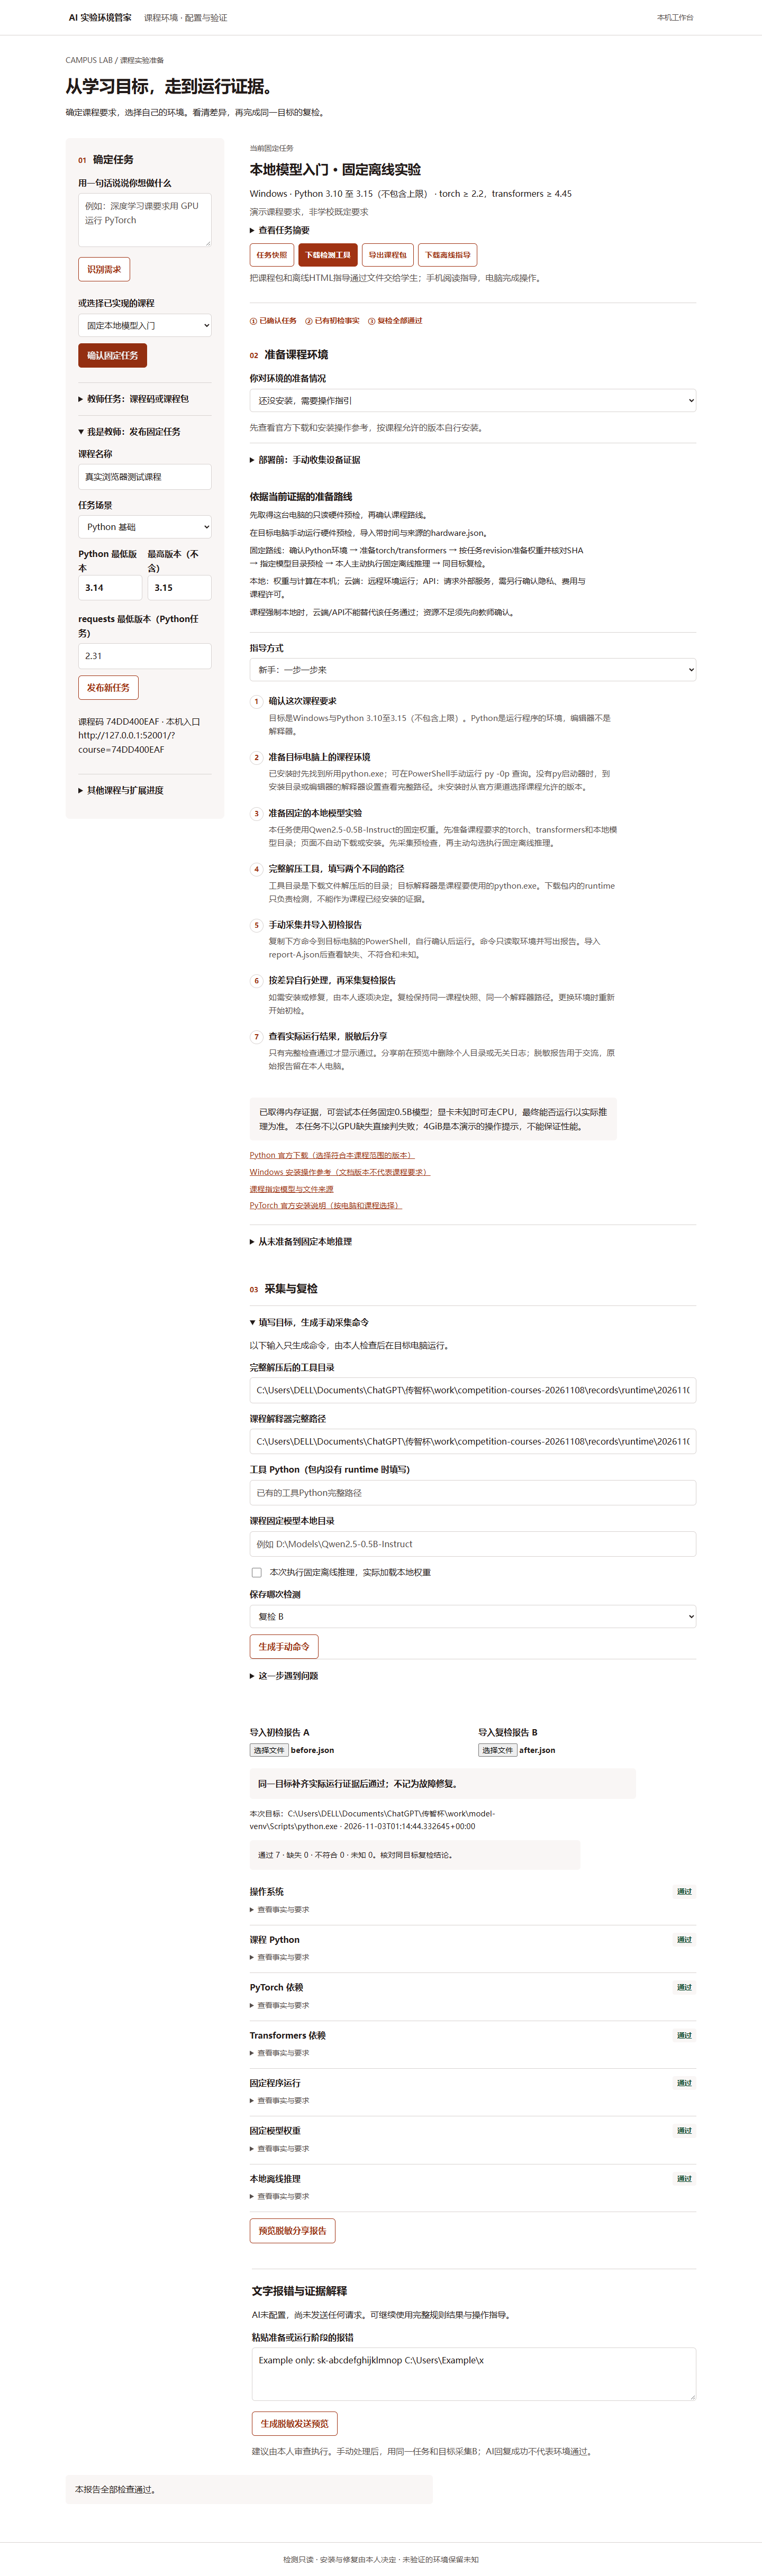 AI 实验环境管家
课程环境 · 配置与验证
本机工作台
CAMPUS LAB / 课程实验准备
从学习目标，走到运行证据。
确定课程要求，选择自己的环境。看清差异，再完成同一目标的复检。
01 确定任务
用一句话说说你想做什么
例如：深度学习课要求用 GPU
运行 PyTorch
识别需求
或选择已实现的课程
固定本地模型入门
确认固定任务
教师任务：课程码或课程包
我是教师：发布固定任务
课程名称
真实浏览器测试课程
任务场景
Python 基础
Python 最低版
本
最高版本（不
含）
3.14
3.15
requests 最低版本（Python任
务）
2.31
发布新任务
课程码 74DD400EAF · 本机入口
http://127.0.0.1:52001/?
course=74DD400EAF
其他课程与扩展进度
当前固定任务
本地模型入门 · 固定离线实验
Windows · Python 3.10 至 3.15（不包含上限） · torch ≥ 2.2，transformers ≥ 4.45
演示课程要求，非学校既定要求
查看任务摘要
任务快照
下载检测工具
导出课程包
下载离线指导
把课程包和离线HTML指导通过文件交给学生；手机阅读指导，电脑完成操作。
① 已确认任务 ② 已有初检事实 ③ 复检全部通过
02 准备课程环境
你对环境的准备情况
还没安装，需要操作指引
先查看官方下载和安装操作参考，按课程允许的版本自行安装。
部署前：手动收集设备证据
依据当前证据的准备路线
先取得这台电脑的只读硬件预检，再确认课程路线。
在目标电脑手动运行硬件预检，导入带时间与来源的hardware.json。
固定路线：确认Python环境 → 准备torch/transformers → 按任务revision准备权重并核对SHA
→ 指定模型目录预检 → 本人主动执行固定离线推理 → 同目标复检。
本地：权重与计算在本机；云端：远程环境运行；API：请求外部服务，需另行确认隐私、费用与
课程许可。
课程强制本地时，云端/API不能替代该任务通过；资源不足须先向教师确认。
指导方式
新手：一步一步来
1 确认这次课程要求
目标是Windows与Python 3.10至3.15（不包含上限）。Python是运行程序的环境，编辑器不是
解释器。
2 准备目标电脑上的课程环境
已安装时先找到所用python.exe；可在PowerShell手动运行 py -0p 查询。没有py启动器时，到
安装目录或编辑器的解释器设置查看完整路径。未安装时从官方渠道选择课程允许的版本。
3 准备固定的本地模型实验
本任务使用Qwen2.5-0.5B-Instruct的固定权重。先准备课程要求的torch、transformers和本地模
型目录；页面不自动下载或安装。先采集预检查，再主动勾选执行固定离线推理。
4 完整解压工具，填写两个不同的路径
工具目录是下载文件解压后的目录；目标解释器是课程要使用的python.exe。下载包内的runtime
只负责检测，不能作为课程已经安装的证据。
5 手动采集并导入初检报告
复制下方命令到目标电脑的PowerShell，自行确认后运行。命令只读取环境并写出报告。导入
report-A.json后查看缺失、不符合和未知。
6 按差异自行处理，再采集复检报告
如需安装或修复，由本人逐项决定。复检保持同一课程快照、同一个解释器路径。更换环境时重新
开始初检。
7 查看实际运行结果，脱敏后分享
只有完整检查通过才显示通过。分享前在预览中删除个人目录或无关日志；脱敏报告用于交流，原
始报告留在本人电脑。
已取得内存证据，可尝试本任务固定0.5B模型；显卡未知时可走CPU，最终能否运行以实际推
理为准。 本任务不以GPU缺失直接判失败；4GiB是本演示的操作提示，不能保证性能。
Python 官方下载（选择符合本课程范围的版本）
Windows 安装操作参考（文档版本不代表课程要求）
课程指定模型与文件来源
PyTorch 官方安装说明（按电脑和课程选择）
从未准备到固定本地推理
03 采集与复检
填写目标，生成手动采集命令
以下输入只生成命令，由本人检查后在目标电脑运行。
完整解压后的工具目录
C:\Users\DELL\Documents\ChatGPT\传智杯\work\competition-courses-20261108\records\runtime\2026110
课程解释器完整路径
C:\Users\DELL\Documents\ChatGPT\传智杯\work\competition-courses-20261108\records\runtime\2026110
工具 Python（包内没有 runtime 时填写）
已有的工具Python完整路径
课程固定模型本地目录
例如 D:\Models\Qwen2.5-0.5B-Instruct
本次执行固定离线推理，实际加载本地权重
保存哪次检测
复检 B
生成手动命令
这一步遇到问题
导入初检报告 A
选择文件 before.json
导入复检报告 B
选择文件 after.json
同一目标补齐实际运行证据后通过；不记为故障修复。
本次目标：C:\Users\DELL\Documents\ChatGPT\传智杯\work\model-
venv\Scripts\python.exe · 2026-11-03T01:14:44.332645+00:00
通过 7 · 缺失 0 · 不符合 0 · 未知 0。核对同目标复检结论。
操作系统 通过
查看事实与要求
课程 Python 通过
查看事实与要求
PyTorch 依赖 通过
查看事实与要求
Transformers 依赖 通过
查看事实与要求
固定程序运行 通过
查看事实与要求
固定模型权重 通过
查看事实与要求
本地离线推理 通过
查看事实与要求
预览脱敏分享报告
文字报错与证据解释
AI未配置，尚未发送任何请求。可继续使用完整规则结果与操作指导。
粘贴准备或运行阶段的报错
Example only: sk-abcdefghijklmnop C:\Users\Example\x
生成脱敏发送预览
建议由本人审查执行。手动处理后，用同一任务和目标采集B；AI回复成功不代表环境通过。
本报告全部检查通过。
检测只读 · 安装与修复由本人决定 · 未验证的环境保留未知